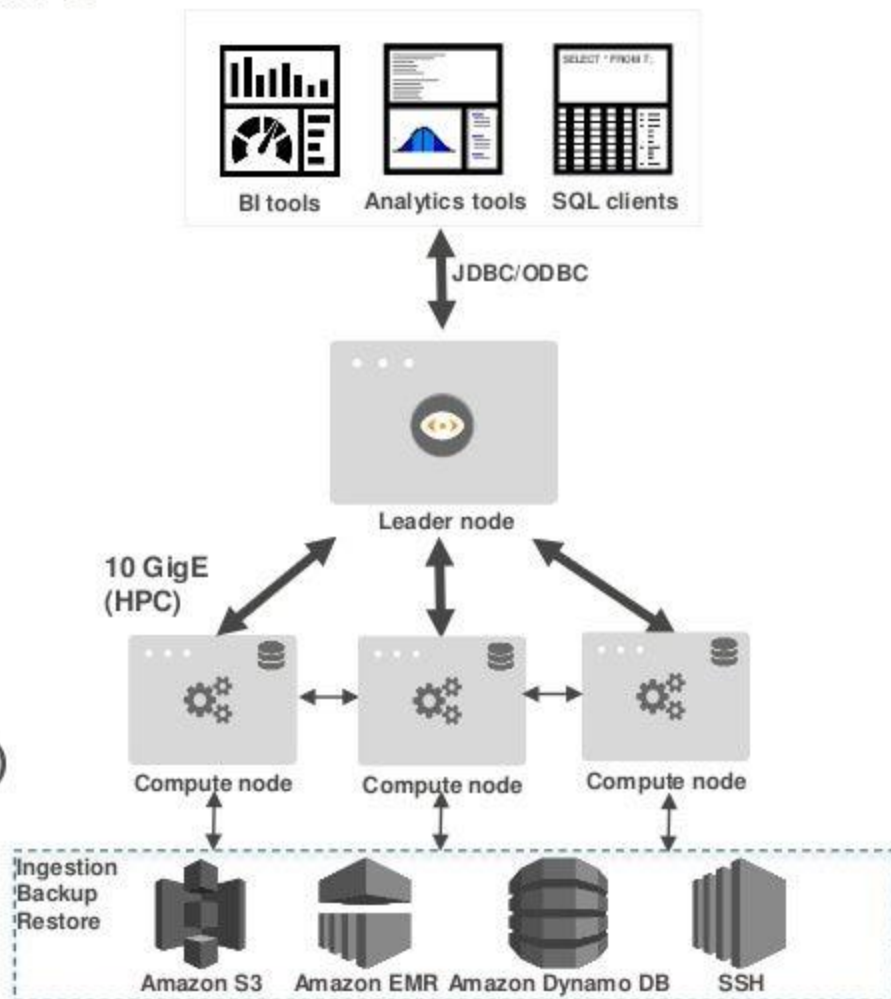 SELECT * FROM T;
BI tools
Analytics tools
SQL clients
JDBC/ODBC
Leader node
10 GigE
(HPC)
Compute node
Compute node
Compute node
Ingestion
Backup
Restore
Amazon S3
Amazon EMR
Amazon Dynamo DB
SSH